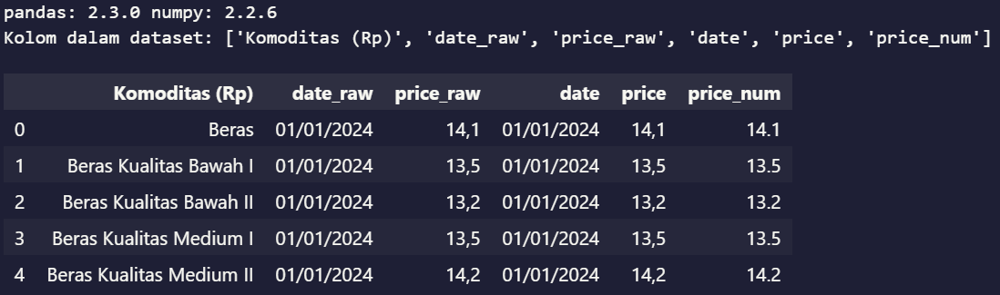 pandas: 2.3.0 numpy: 2.2.6
Kolom dalam dataset: ['Komoditas (Rp)', 'date_raw', 'price_raw', 'date', 'price', 'price_num']
Komoditas (Rp) date_raw price_raw date price price_num
0 Beras 01/01/2024 14,1 01/01/2024 14,1 14.1
1 Beras Kualitas Bawah I 01/01/2024 13,5 01/01/2024 13,5 13.5
2 Beras Kualitas Bawah II 01/01/2024 13,2 01/01/2024 13,2 13.2
3 Beras Kualitas Medium I 01/01/2024 13,5 01/01/2024 13,5 13.5
4 Beras Kualitas Medium II 01/01/2024 14,2 01/01/2024 14,2 14.2